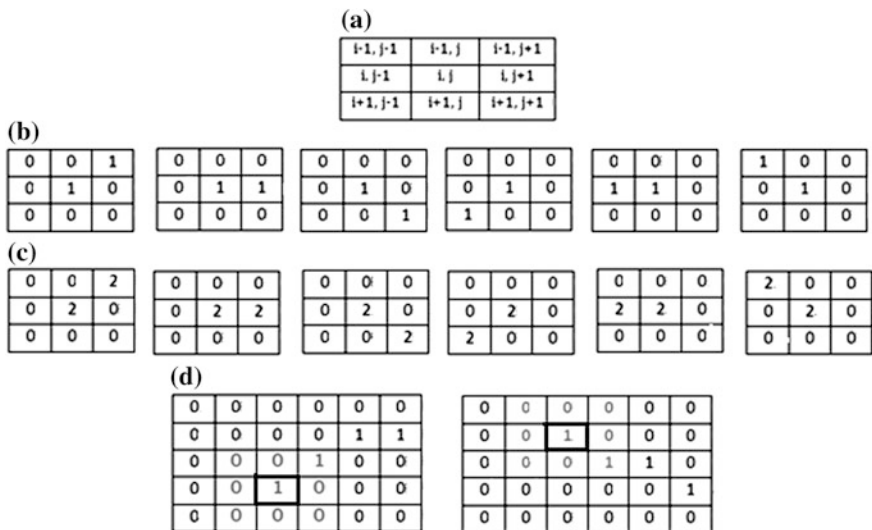 (a)
i-1, j-1 i-1, j i-1, j+1
i, j-1 i, j i, j+1
i+1, j-1 i+1, j i+1, j+1
(b)
0 0 1 0 0 0 0 0 0 0 0 0 0 0 0 1 0 0
0 1 0 0 1 1 0 1 0 0 1 0 1 1 0 0 1 0
0 0 0 0 0 0 0 0 1 1 0 0 0 0 0 0 0 0
(c)
0 0 2 0 0 0 0 0 0 0 0 0 0 0 0 2 0 0
0 2 0 0 2 2 0 2 0 0 2 0 2 2 0 0 2 0
0 0 0 0 0 0 0 0 2 2 0 0 0 0 0 0 0 0
(d)
0 0 0 0 0 0 0 0 0 0 0 0
0 0 0 0 1 1 0 0 1 0 0 0
0 0 0 1 0 0 0 0 0 1 1 0
0 0 1 0 0 0 0 0 0 0 0 1
0 0 0 0 0 0 0 0 0 0 0 0